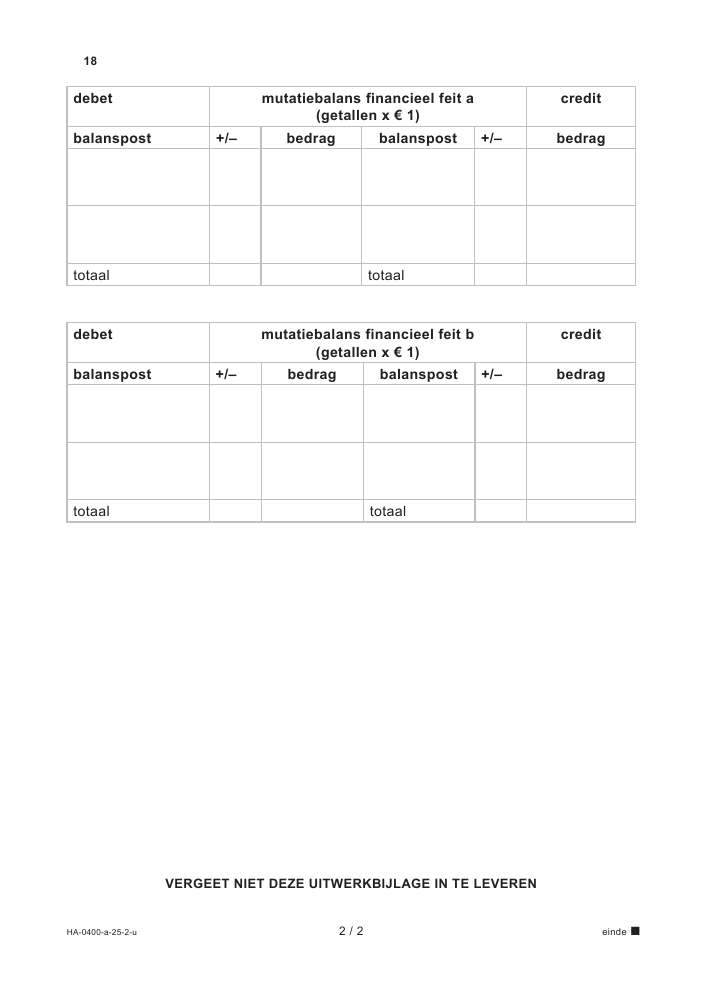 18
debet mutatiebalans financieel feit a credit
(getallen x € 1)
balanspost +/– bedrag balanspost +/– bedrag
totaal totaal
debet mutatiebalans financieel feit b credit
(getallen x € 1)
balanspost +/– bedrag balanspost +/– bedrag
totaal totaal
VERGEET NIET DEZE UITWERKBIJLAGE IN TE LEVEREN
HA-0400-a-25-2-u 2 / 2 einde